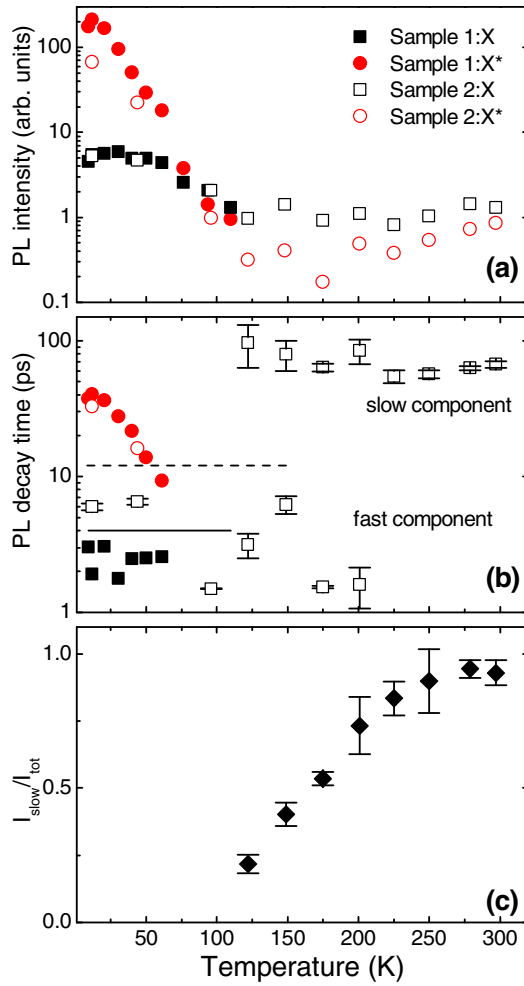 PL intensity (arb. units)
100
10
1
0.1
Sample 1:X
Sample 1:X*
Sample 2:X
Sample 2:X*
(a)
PL decay time (ps)
100
10
1
slow component
fast component
(b)
I_slow/I_tot
1.0
0.5
0.0
(c)
50 100 150 200 250 300
Temperature (K)